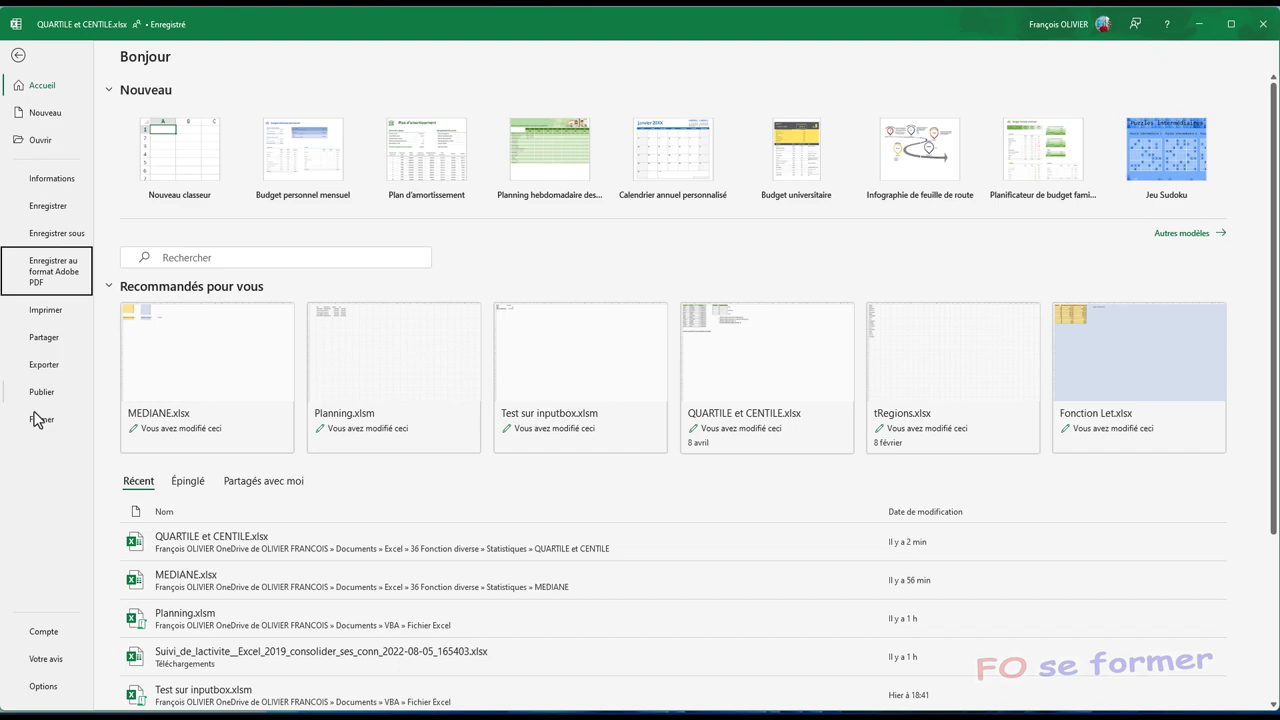 QUARTILE et CENTILE.xlsx • Enregistré
François OLIVIER
?
Bonjour
Accueil
Nouveau
Ouvrir
Informations
Enregistrer
Enregistrer sous
Enregistrer au
format Adobe
PDF
Imprimer
Partager
Exporter
Publier
Compte
Votre avis
Options
Nouveau
Nouveau classeur
Budget personnel mensuel
Plan d'amortissement
Planning hebdomadaire des...
Calendrier annuel personnalisé
Budget universitaire
Infographie de feuille de route
Planificateur de budget fami...
Jeu Sudoku
Autres modèles
Rechercher
Recommandés pour vous
MEDIANE.xlsx
Vous avez modifié ceci
Planning.xlsm
Vous avez modifié ceci
Test sur inputbox.xlsm
Vous avez modifié ceci
QUARTILE et CENTILE.xlsx
Vous avez modifié ceci
8 avril
tRegions.xlsx
Vous avez modifié ceci
8 février
Fonction Let.xlsx
Vous avez modifié ceci
Récent Épinglé Partagés avec moi
Nom Date de modification
QUARTILE et CENTILE.xlsx
François OLIVIER OneDrive de OLIVIER FRANCOIS » Documents » Excel » 36 Fonction diverse » Statistiques » QUARTILE et CENTILE
Il y a 2 min
MEDIANE.xlsx
François OLIVIER OneDrive de OLIVIER FRANCOIS » Documents » Excel » 36 Fonction diverse » Statistiques » MEDIANE
Il y a 56 min
Planning.xlsm
François OLIVIER OneDrive de OLIVIER FRANCOIS » Documents » VBA » Fichier Excel
Il y a 1 h
Suivi_de_lactivite__Excel_2019_consolider_ses_conn_2022-08-05_165403.xlsx
Téléchargements
Il y a 1 h
Test sur inputbox.xlsm
François OLIVIER OneDrive de OLIVIER FRANCOIS » Documents » VBA » Fichier Excel
Hier à 18:41
FO se former